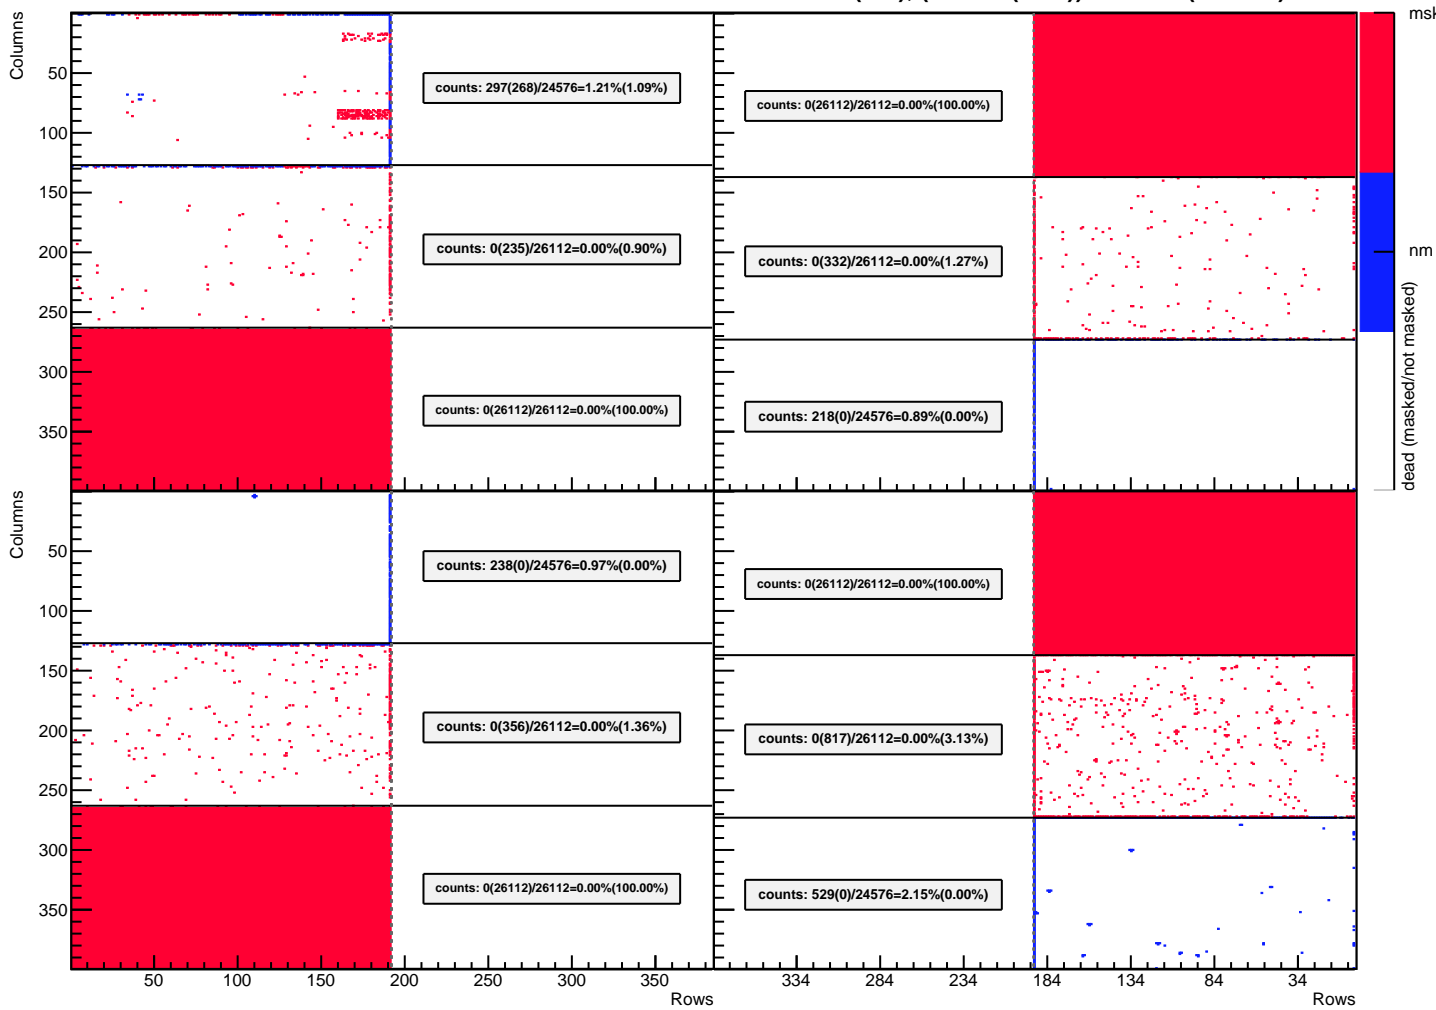 msk
Columns
50
counts: 297(268)/24576=1.21%(1.09%)
counts: 0(26112)/26112=0.00%(100.00%)
100
150
200
counts: 0(235)/26112=0.00%(0.90%)
counts: 0(332)/26112=0.00%(1.27%)
nm
250
300
350
counts: 0(26112)/26112=0.00%(100.00%)
counts: 218(0)/24576=0.89%(0.00%)
dead (masked/not masked)
Columns
50
counts: 238(0)/24576=0.97%(0.00%)
counts: 0(26112)/26112=0.00%(100.00%)
100
150
200
counts: 0(356)/26112=0.00%(1.36%)
counts: 0(817)/26112=0.00%(3.13%)
250
300
350
counts: 0(26112)/26112=0.00%(100.00%)
counts: 529(0)/24576=2.15%(0.00%)
50 100 150 200 250 300 350
334 284 234 184 134 84 34
Rows
Rows